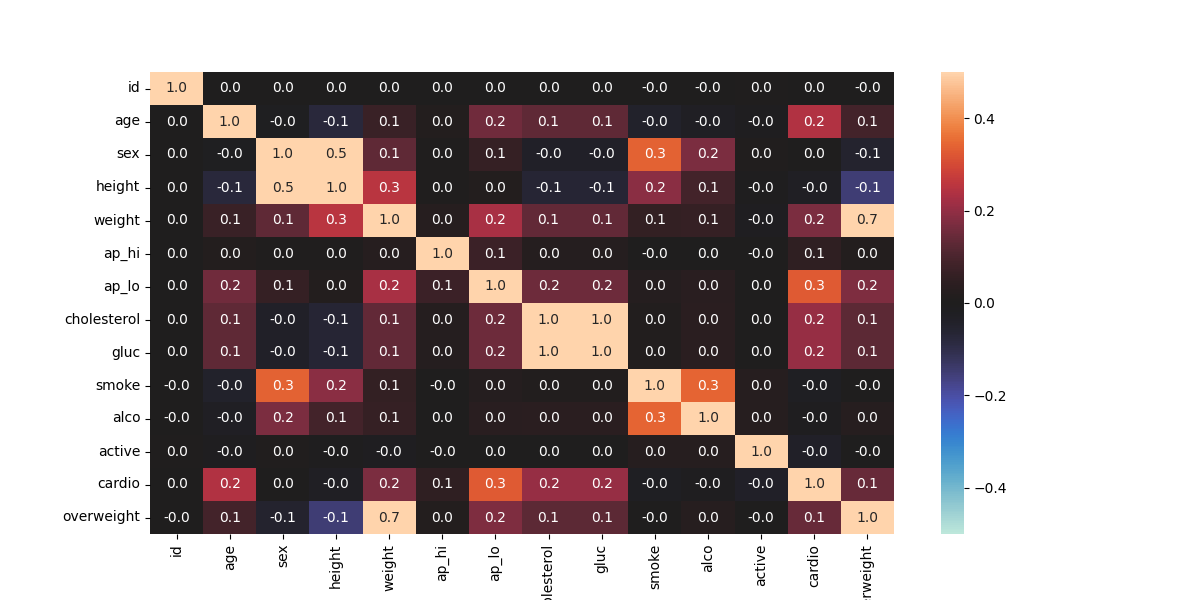 id 1.0 0.0 0.0 0.0 0.0 0.0 0.0 0.0 0.0 -0.0 -0.0 0.0 0.0 -0.0
age 0.0 1.0 -0.0 -0.1 0.1 0.0 0.2 0.1 0.1 -0.0 -0.0 -0.0 0.2 0.1
sex 0.0 -0.0 1.0 0.5 0.1 0.0 0.1 -0.0 -0.0 0.3 0.2 0.0 0.0 -0.1
height 0.0 -0.1 0.5 1.0 0.3 0.0 0.0 -0.1 -0.1 0.2 0.1 -0.0 -0.0 -0.1
weight 0.0 0.1 0.1 0.3 1.0 0.0 0.2 0.1 0.1 0.1 0.1 -0.0 0.2 0.7
ap_hi 0.0 0.0 0.0 0.0 0.0 1.0 0.1 0.0 0.0 -0.0 0.0 -0.0 0.1 0.0
ap_lo 0.0 0.2 0.1 0.0 0.2 0.1 1.0 0.2 0.2 0.0 0.0 0.0 0.3 0.2
cholesterol 0.0 0.1 -0.0 -0.1 0.1 0.0 0.2 1.0 1.0 0.0 0.0 0.0 0.2 0.1
gluc 0.0 0.1 -0.0 -0.1 0.1 0.0 0.2 1.0 1.0 0.0 0.0 0.0 0.2 0.1
smoke -0.0 -0.0 0.3 0.2 0.1 -0.0 0.0 0.0 0.0 1.0 0.3 0.0 -0.0 -0.0
alco -0.0 -0.0 0.2 0.1 0.1 0.0 0.0 0.0 0.0 0.3 1.0 0.0 -0.0 0.0
active 0.0 -0.0 0.0 -0.0 -0.0 -0.0 0.0 0.0 0.0 0.0 0.0 1.0 -0.0 -0.0
cardio 0.0 0.2 0.0 -0.0 0.2 0.1 0.3 0.2 0.2 -0.0 -0.0 -0.0 1.0 0.1
overweight -0.0 0.1 -0.1 -0.1 0.7 0.0 0.2 0.1 0.1 -0.0 0.0 -0.0 0.1 1.0
id age sex height weight ap_hi ap_lo olesterol gluc smoke alco active cardio rweight
0.4
0.2
0.0
−0.2
−0.4